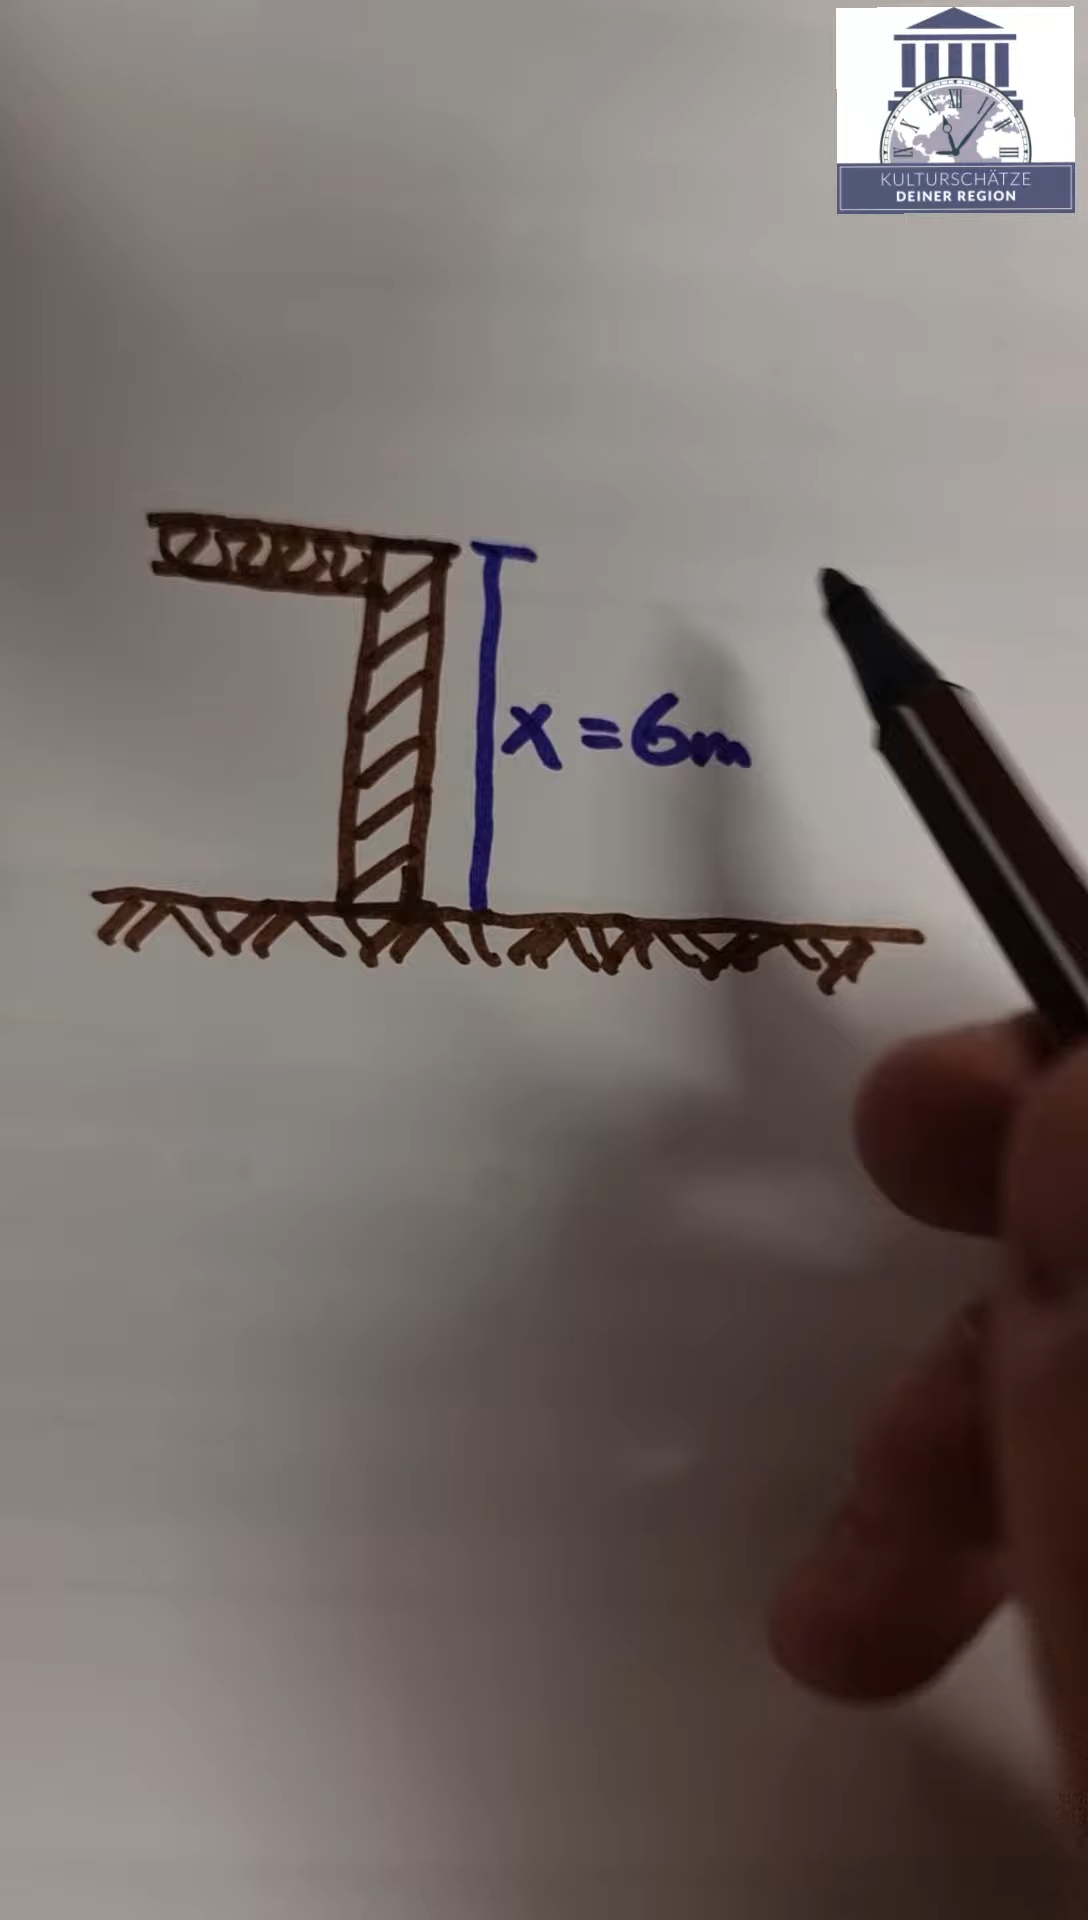 KULTURSCHÄTZE
DEINER REGION
x = 6m